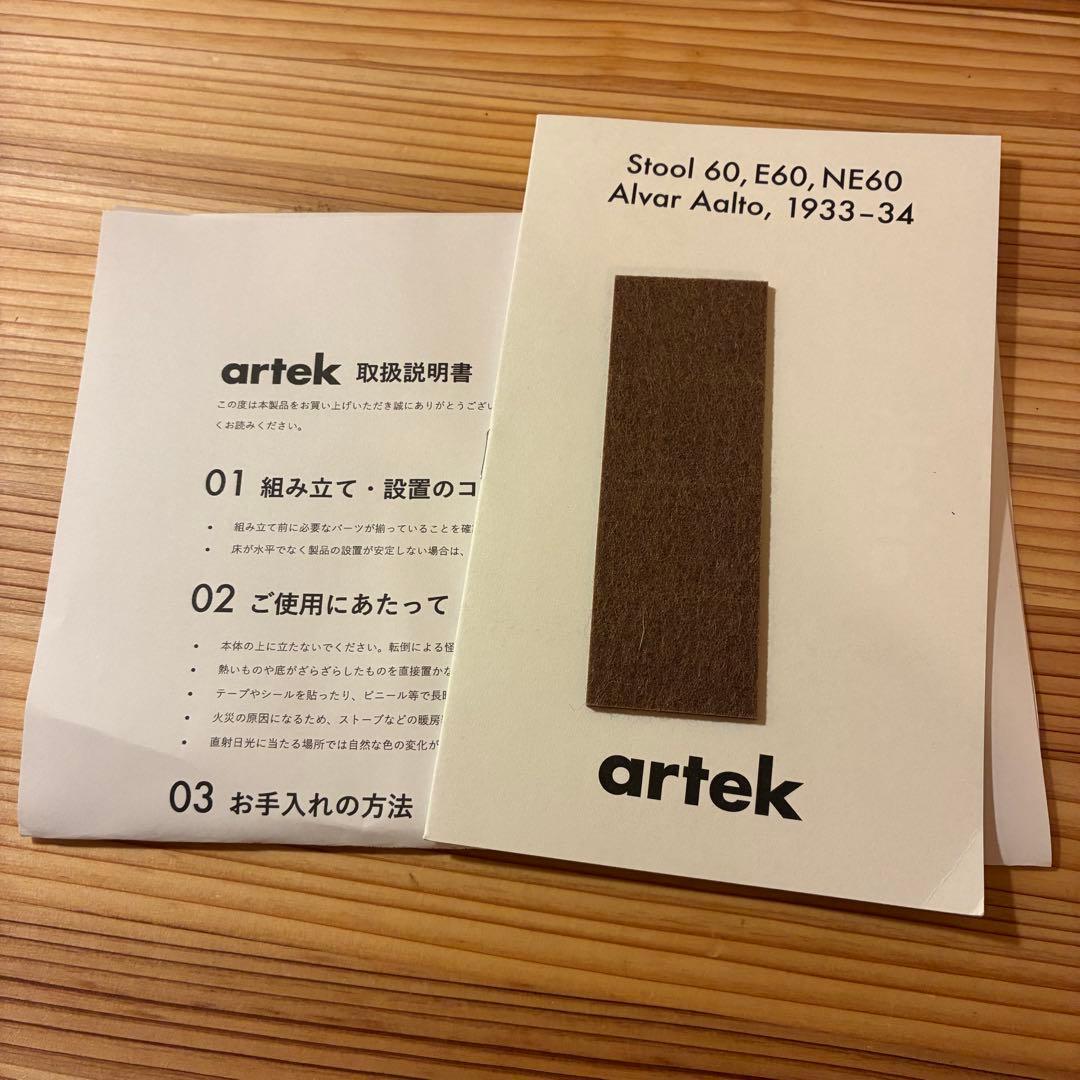 artek 取扱説明書
この度は本製品をお買い上げいただき誠にありがとうござい
くお読みください。
01 組み立て・設置のコ
• 組み立て前に必要なパーツが揃っていることを確
• 床が水平でなく製品の設置が安定しない場合は、
02 ご使用にあたって
• 本体の上に立たないでください。転倒による怪
• 熱いものや底がざらざらしたものを直接置かな
• テープやシールを貼ったり、ビニール等で長
• 火災の原因になるため、ストーブなどの暖房
• 直射日光に当たる場所では自然な色の変化が
03 お手入れの方法
Stool 60, E60, NE60
Alvar Aalto, 1933–34
artek